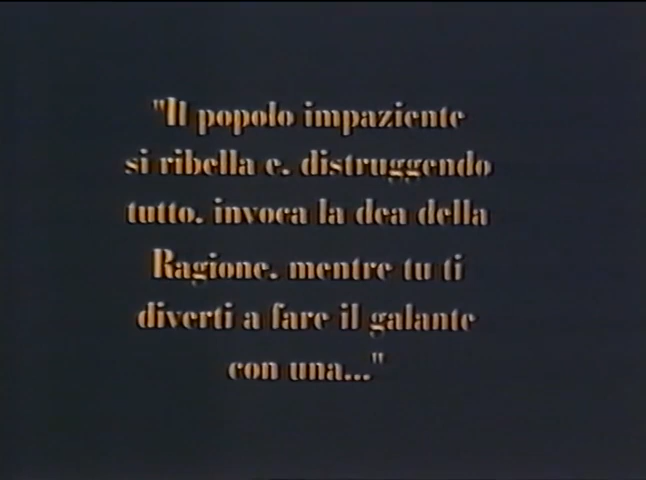 "Il popolo impaziente
si ribella e, distruggendo
tutto, invoca la dea della
Ragione, mentre tu ti
diverti a fare il galante
con una..."